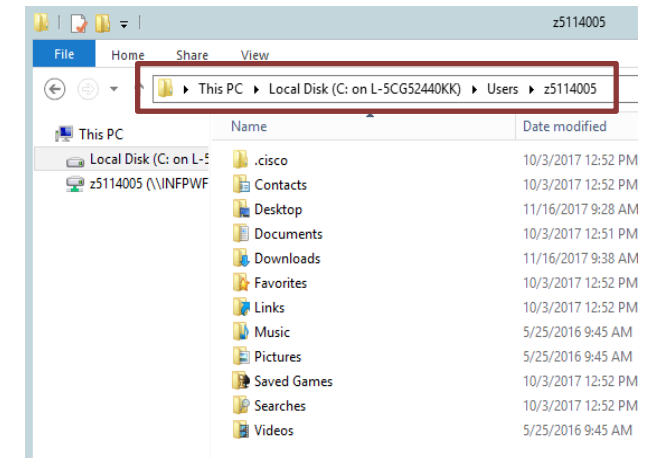 z5114005
File Home Share View
This PC Local Disk (C: on L-5CG52440KK) Users z5114005
Name Date modified
This PC
Local Disk (C: on L-5
z5114005 (\\INFPWF
.cisco 10/3/2017 12:52 PM
Contacts 10/3/2017 12:52 PM
Desktop 11/16/2017 9:28 AM
Documents 10/3/2017 12:51 PM
Downloads 11/16/2017 9:38 AM
Favorites 10/3/2017 12:52 PM
Links 10/3/2017 12:52 PM
Music 5/25/2016 9:45 AM
Pictures 5/25/2016 9:45 AM
Saved Games 10/3/2017 12:52 PM
Searches 10/3/2017 12:52 PM
Videos 5/25/2016 9:45 AM